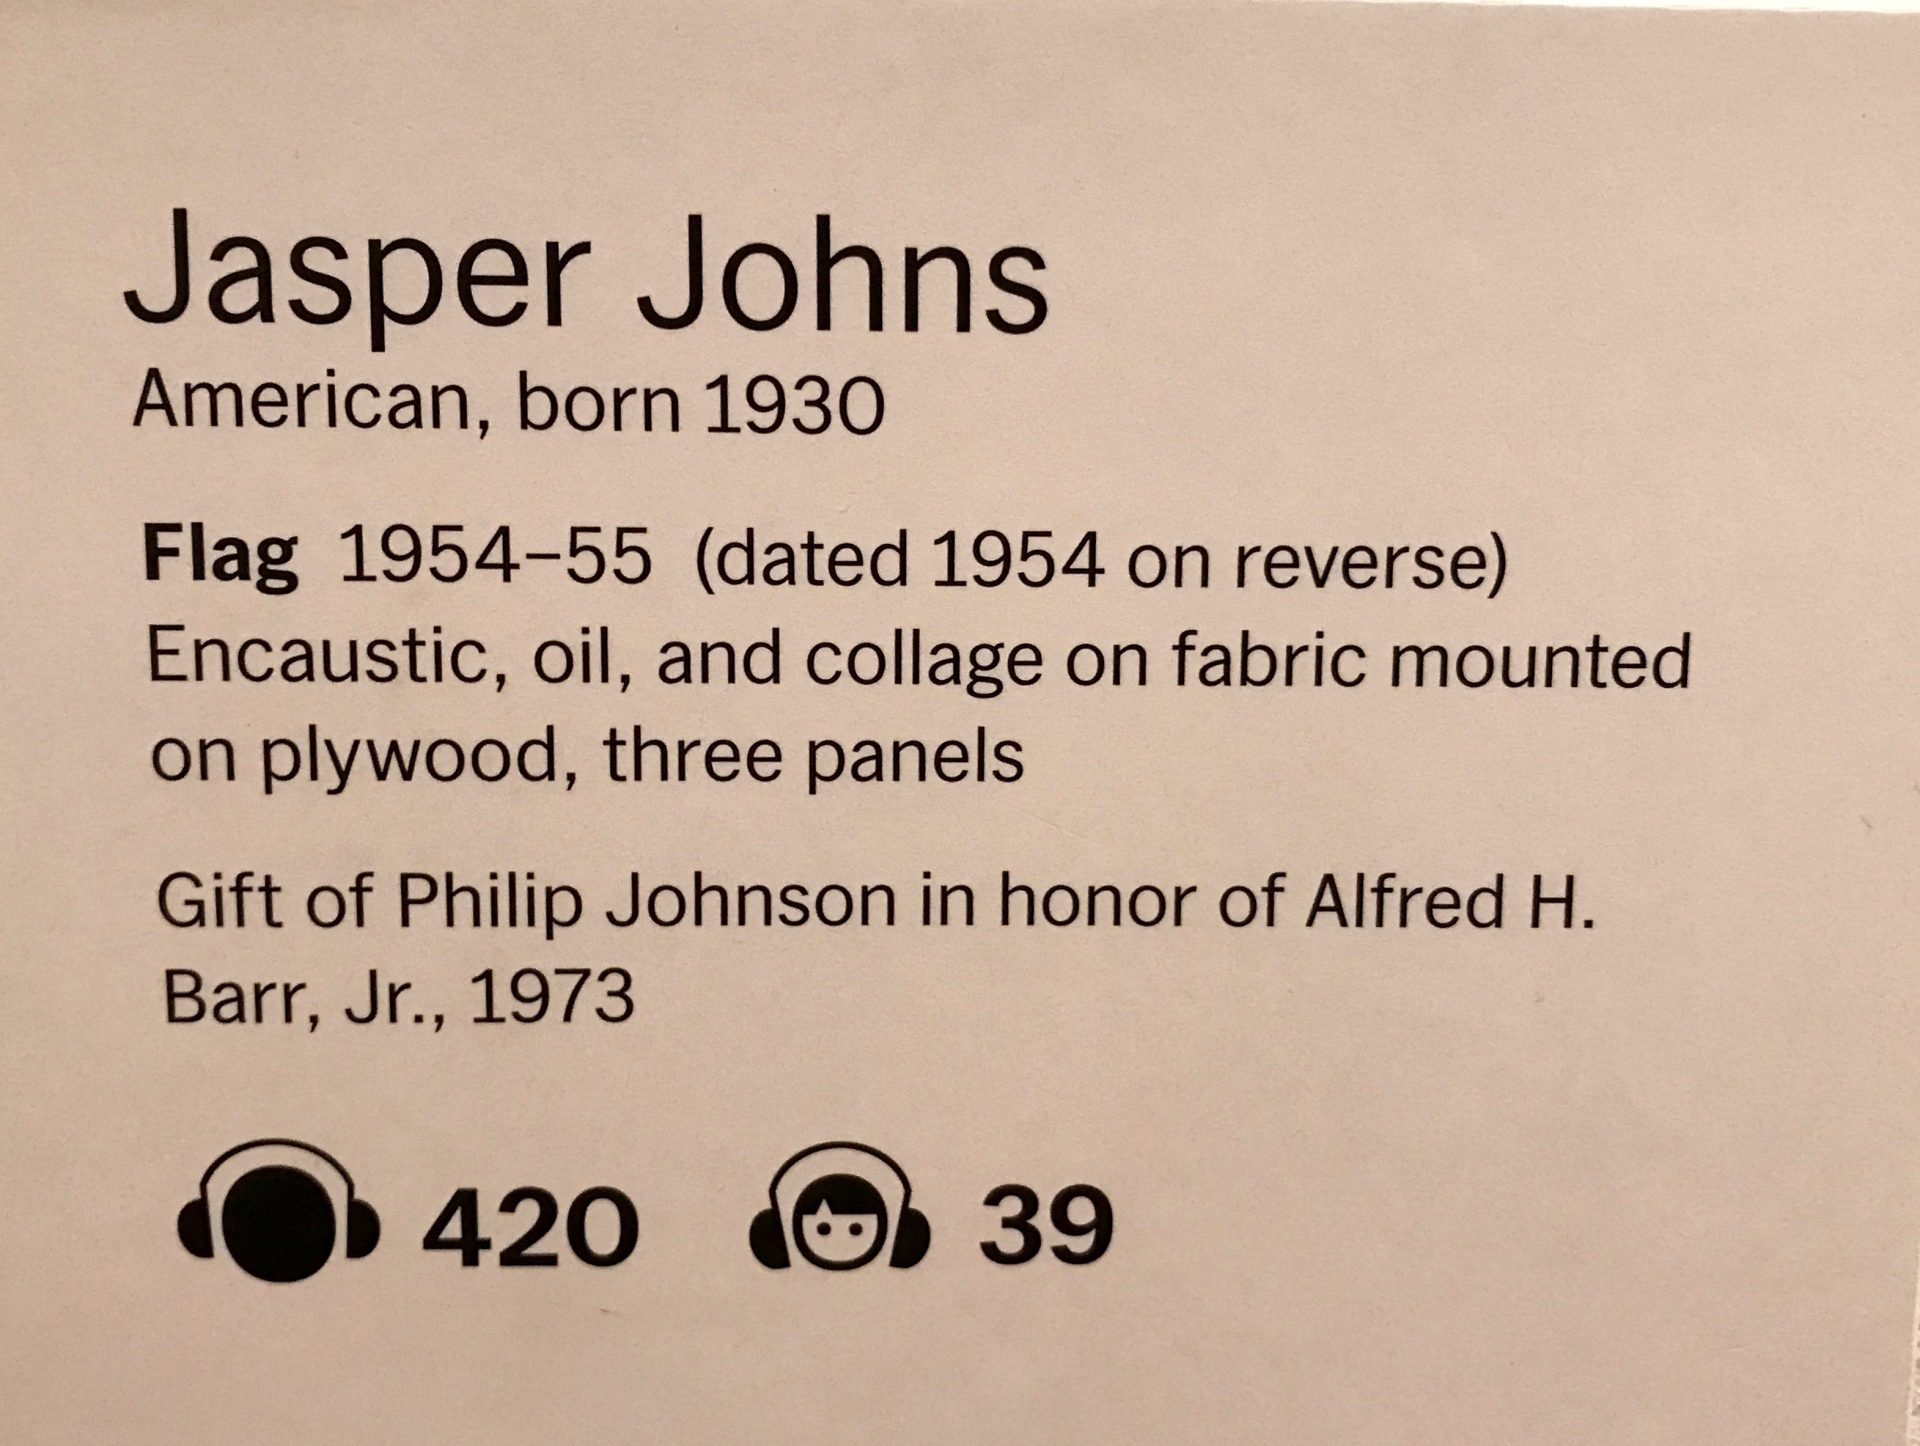 Jasper Johns
American, born 1930
Flag 1954–55 (dated 1954 on reverse)
Encaustic, oil, and collage on fabric mounted
on plywood, three panels
Gift of Philip Johnson in honor of Alfred H.
Barr, Jr., 1973
420 39